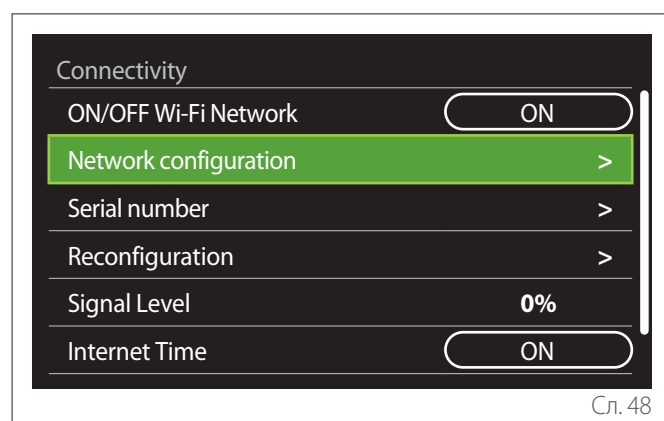 Connectivity
ON/OFF Wi-Fi Network ON
Network configuration >
Serial number >
Reconfiguration >
Signal Level 0%
Internet Time ON
Сл. 48